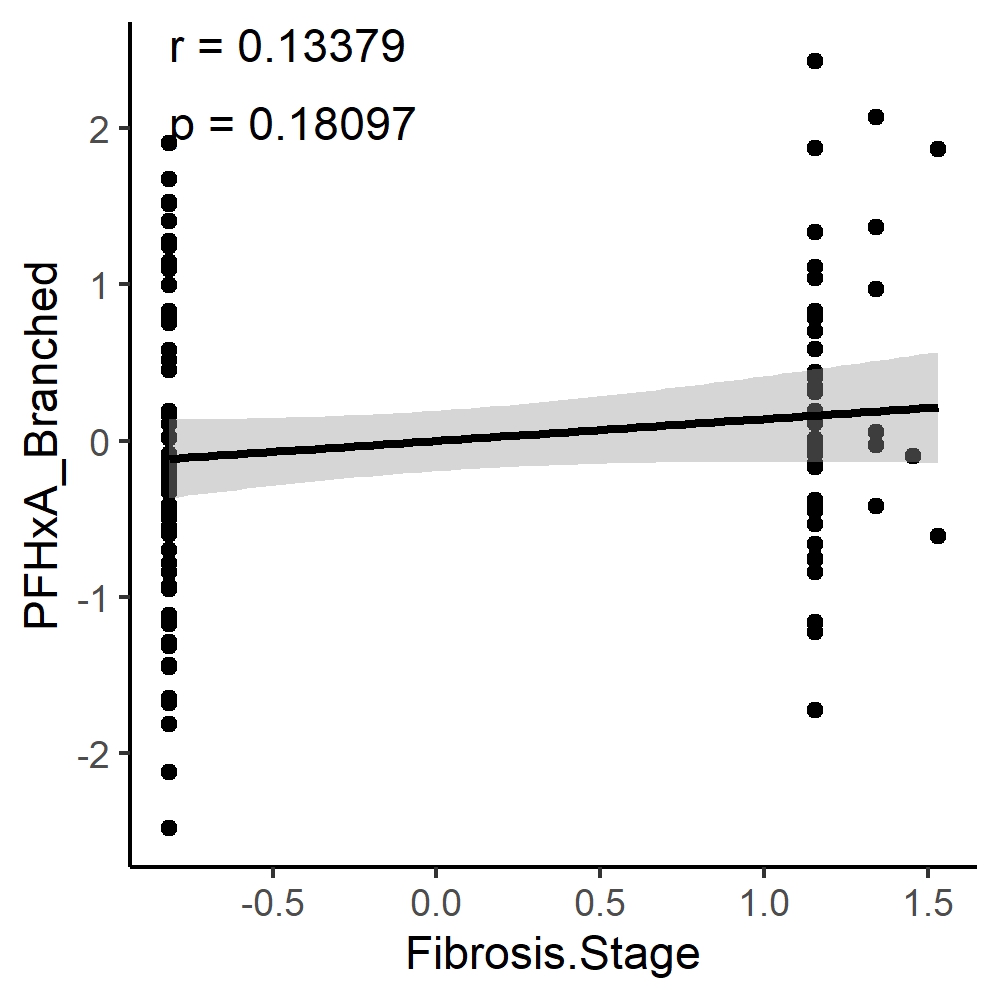 r = 0.13379
p = 0.18097
PFHxA_Branched
2
1
0
-1
-2
-0.5
0.0
0.5
1.0
1.5
Fibrosis.Stage